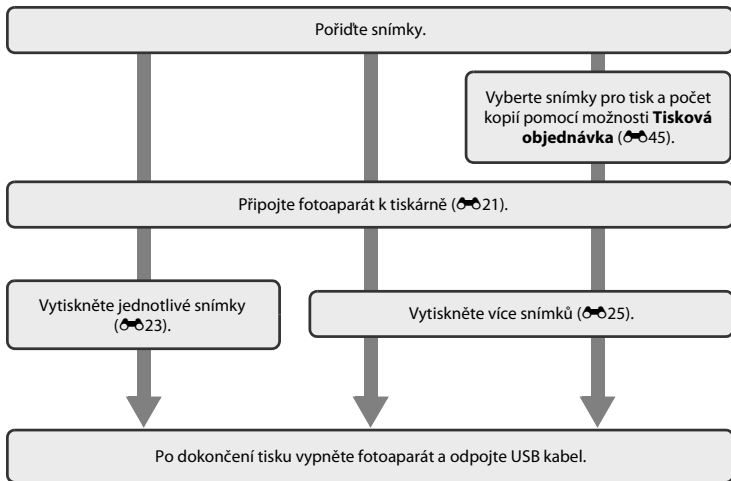 Pořiďte snímky.
Vyberte snímky pro tisk a počet
kopií pomocí možnosti Tisková
objednávka (45).
Připojte fotoaparát k tiskárně (21).
Vytiskněte jednotlivé snímky
(23).
Vytiskněte více snímků (25).
Po dokončení tisku vypněte fotoaparát a odpojte USB kabel.